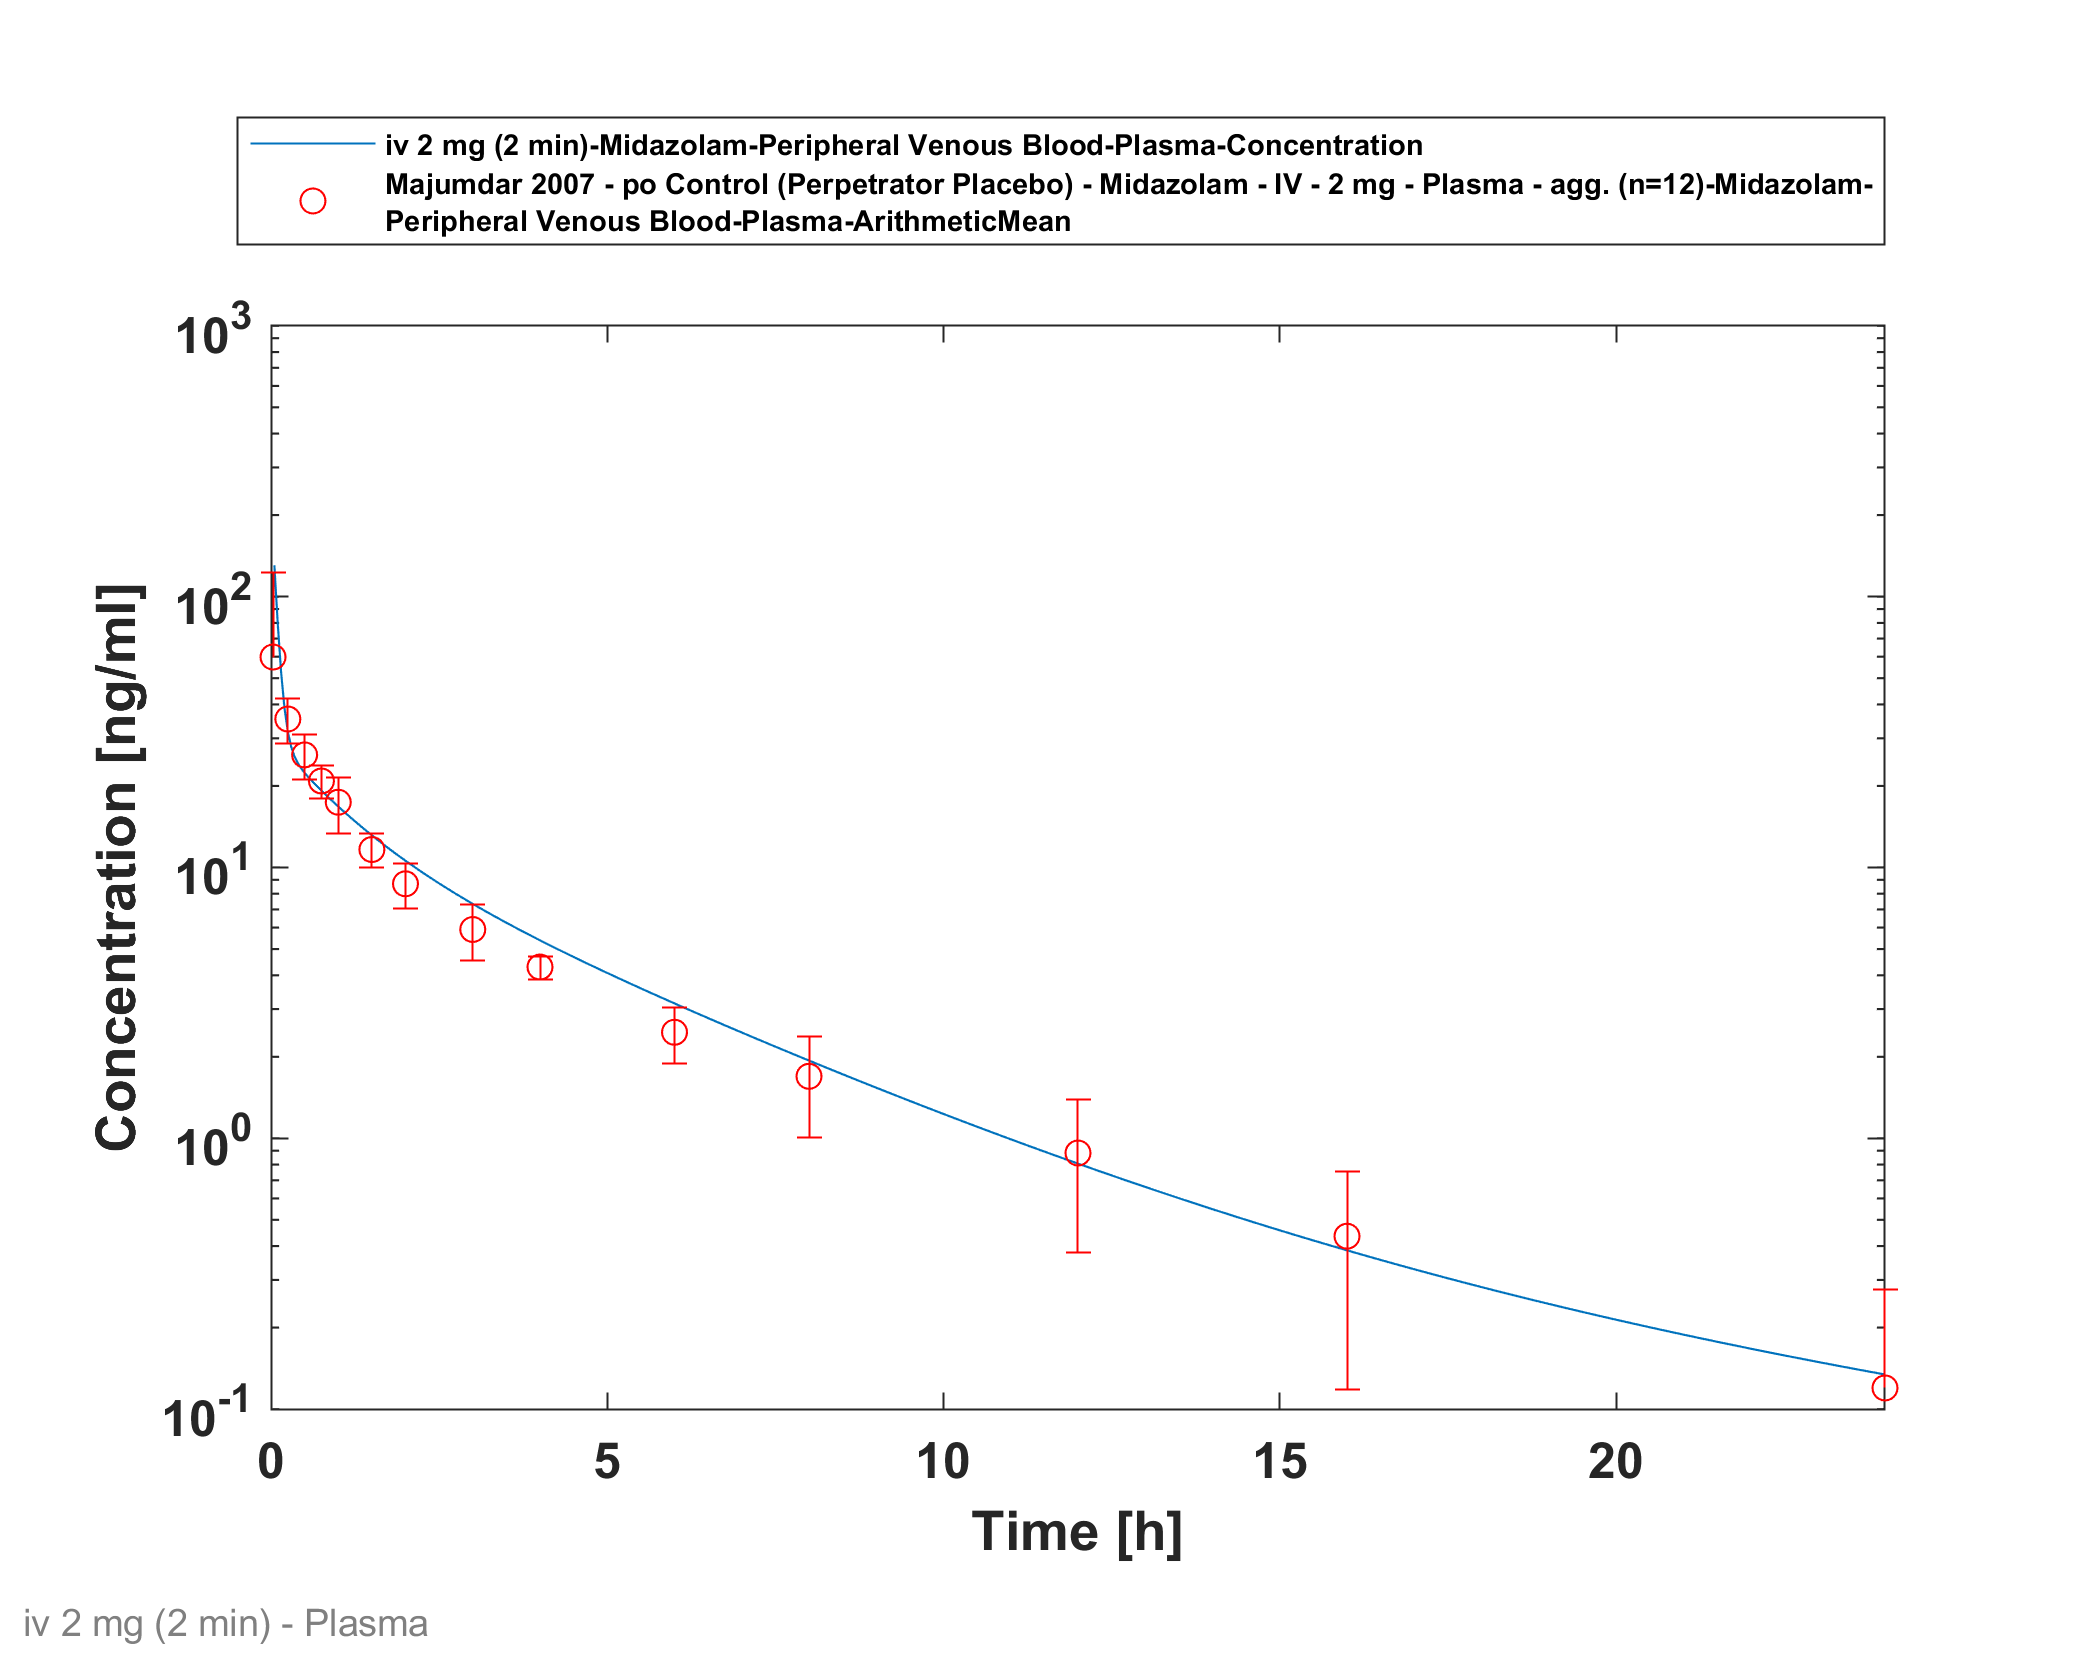 iv 2 mg (2 min)-Midazolam-Peripheral Venous Blood-Plasma-Concentration
Majumdar 2007 - po Control (Perpetrator Placebo) - Midazolam - IV - 2 mg - Plasma - agg. (n=12)-Midazolam-
Peripheral Venous Blood-Plasma-ArithmeticMean
10^3
10^2
10^1
10^0
10^-1
Concentration [ng/ml]
0 5 10 15 20
Time [h]
iv 2 mg (2 min) - Plasma